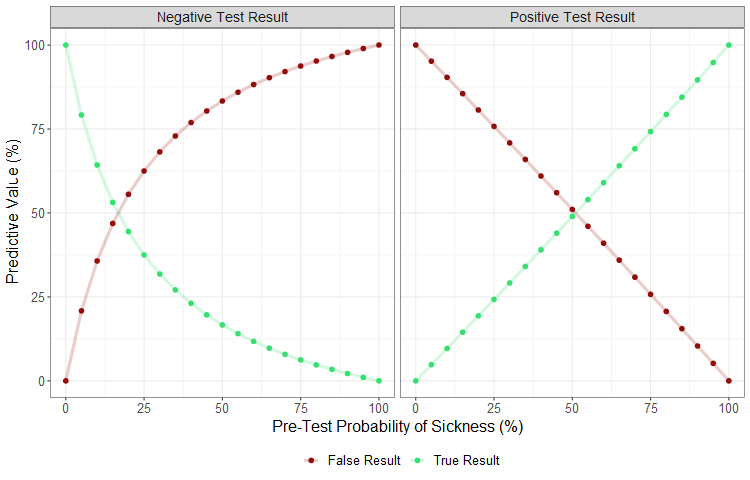 Negative Test Result
Positive Test Result
Predictive Value (%)
100
75
50
25
0
0 25 50 75 100
0 25 50 75 100
Pre-Test Probability of Sickness (%)
False Result True Result